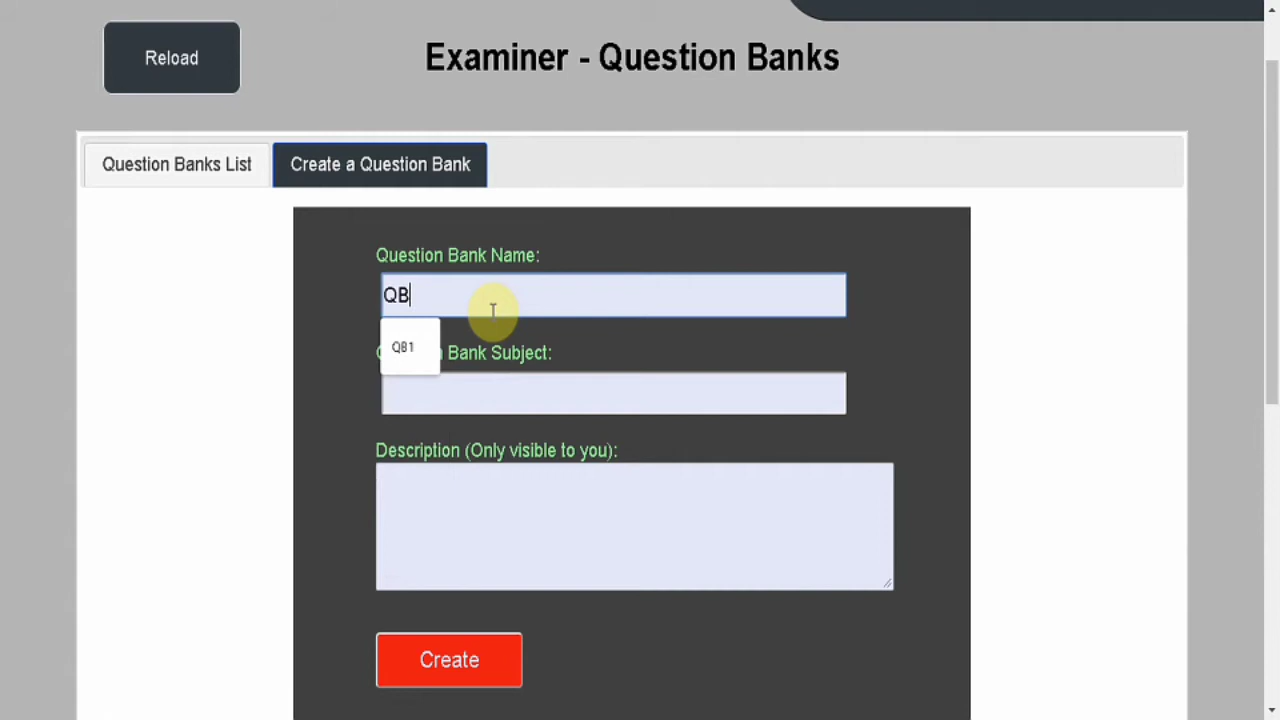 Reload
Examiner - Question Banks
Question Banks List
Create a Question Bank
Question Bank Name:
QB
QB1
Bank Subject:
Description (Only visible to you):
Create